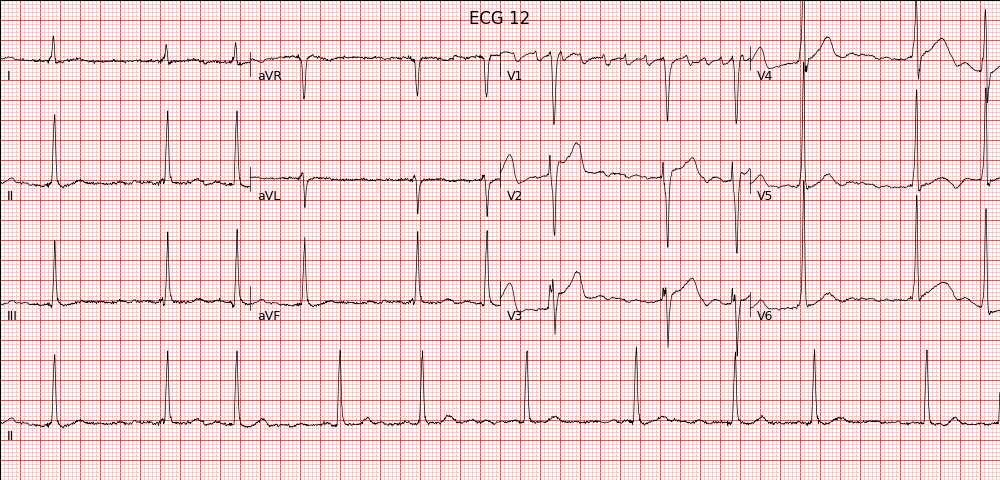 ECG 12
I aVR V1 V4
II aVL V2 V5
III aVF V3 V6
II